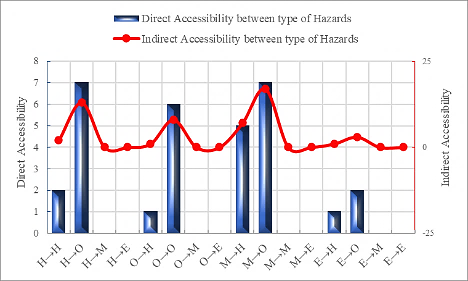 Direct Accessibility between type of Hazards
Indirect Accessibility between type of Hazards
Direct Accessibility
8
7
6
5
4
3
2
1
0
25
0
-25
Indirect Accessibility
H→H
H→O
H→M
H→E
O→H
O→O
O→M
O→E
M→H
M→O
M→M
M→E
E→H
E→O
E→M
E→E